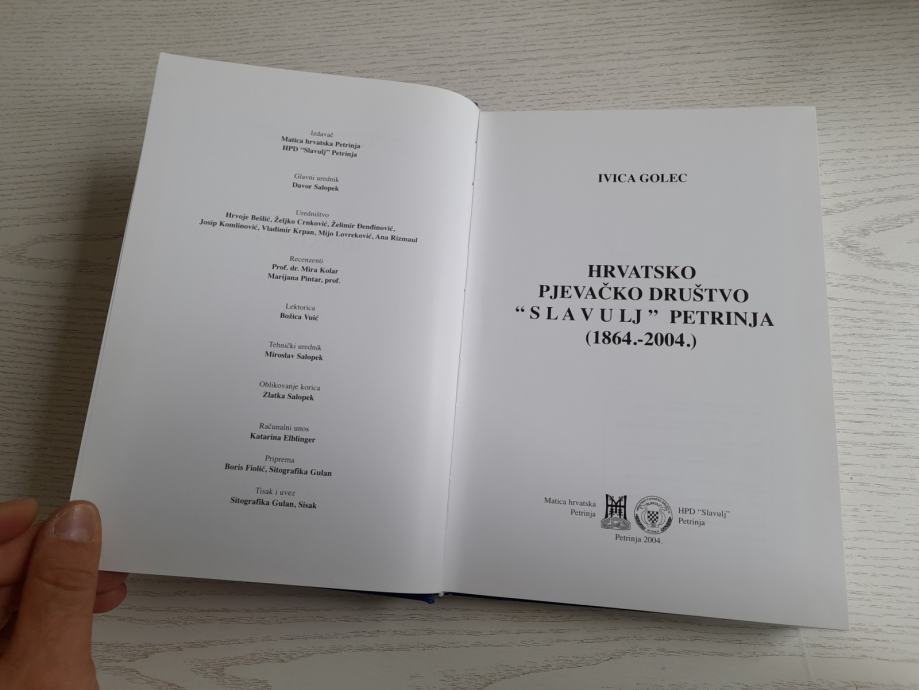 Izdavač
Matica hrvatska Petrinja
HPD "Slavulj" Petrinja
Glavni urednik
Davor Salopek
Uredništvo
Hrvoje Bešlić, Željko Crnković, Želimir Đenđinović,
Josip Komlinović, Vladimir Krpan, Mijo Lovreković, Ana Rizmaul
Recenzenti
Prof. dr. Mira Kolar
Marijana Pintar, prof.
Lektorica
Božica Vuić
Tehnički urednik
Miroslav Salopek
Oblikovanje korica
Zlatka Salopek
Računalni unos
Katarina Elblinger
Priprema
Boris Fiolić, Sitografika Gulan
Tisak i uvez
Sitografika Gulan, Sisak
IVICA GOLEC
HRVATSKO
PJEVAČKO DRUŠTVO
“ S L A V U LJ ” PETRINJA
(1864.-2004.)
Matica hrvatska
Petrinja
HPD “Slavulj”
Petrinja
Petrinja 2004.